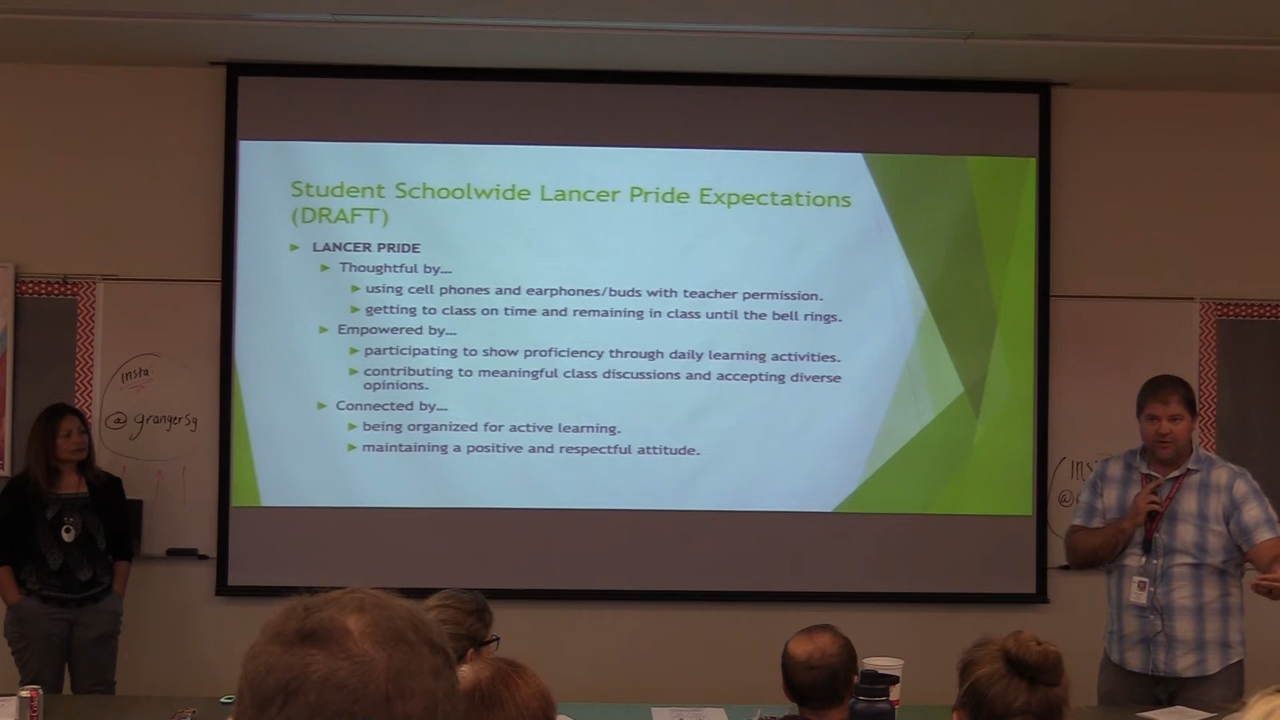 Student Schoolwide Lancer Pride Expectations
(DRAFT)
LANCER PRIDE
Thoughtful by...
using cell phones and earphones/buds with teacher permission.
getting to class on time and remaining in class until the bell rings.
Empowered by...
participating to show proficiency through daily learning activities.
contributing to meaningful class discussions and accepting diverse
opinions.
Connected by...
being organized for active learning.
maintaining a positive and respectful attitude.
Insta
@grangersg
Ins
@